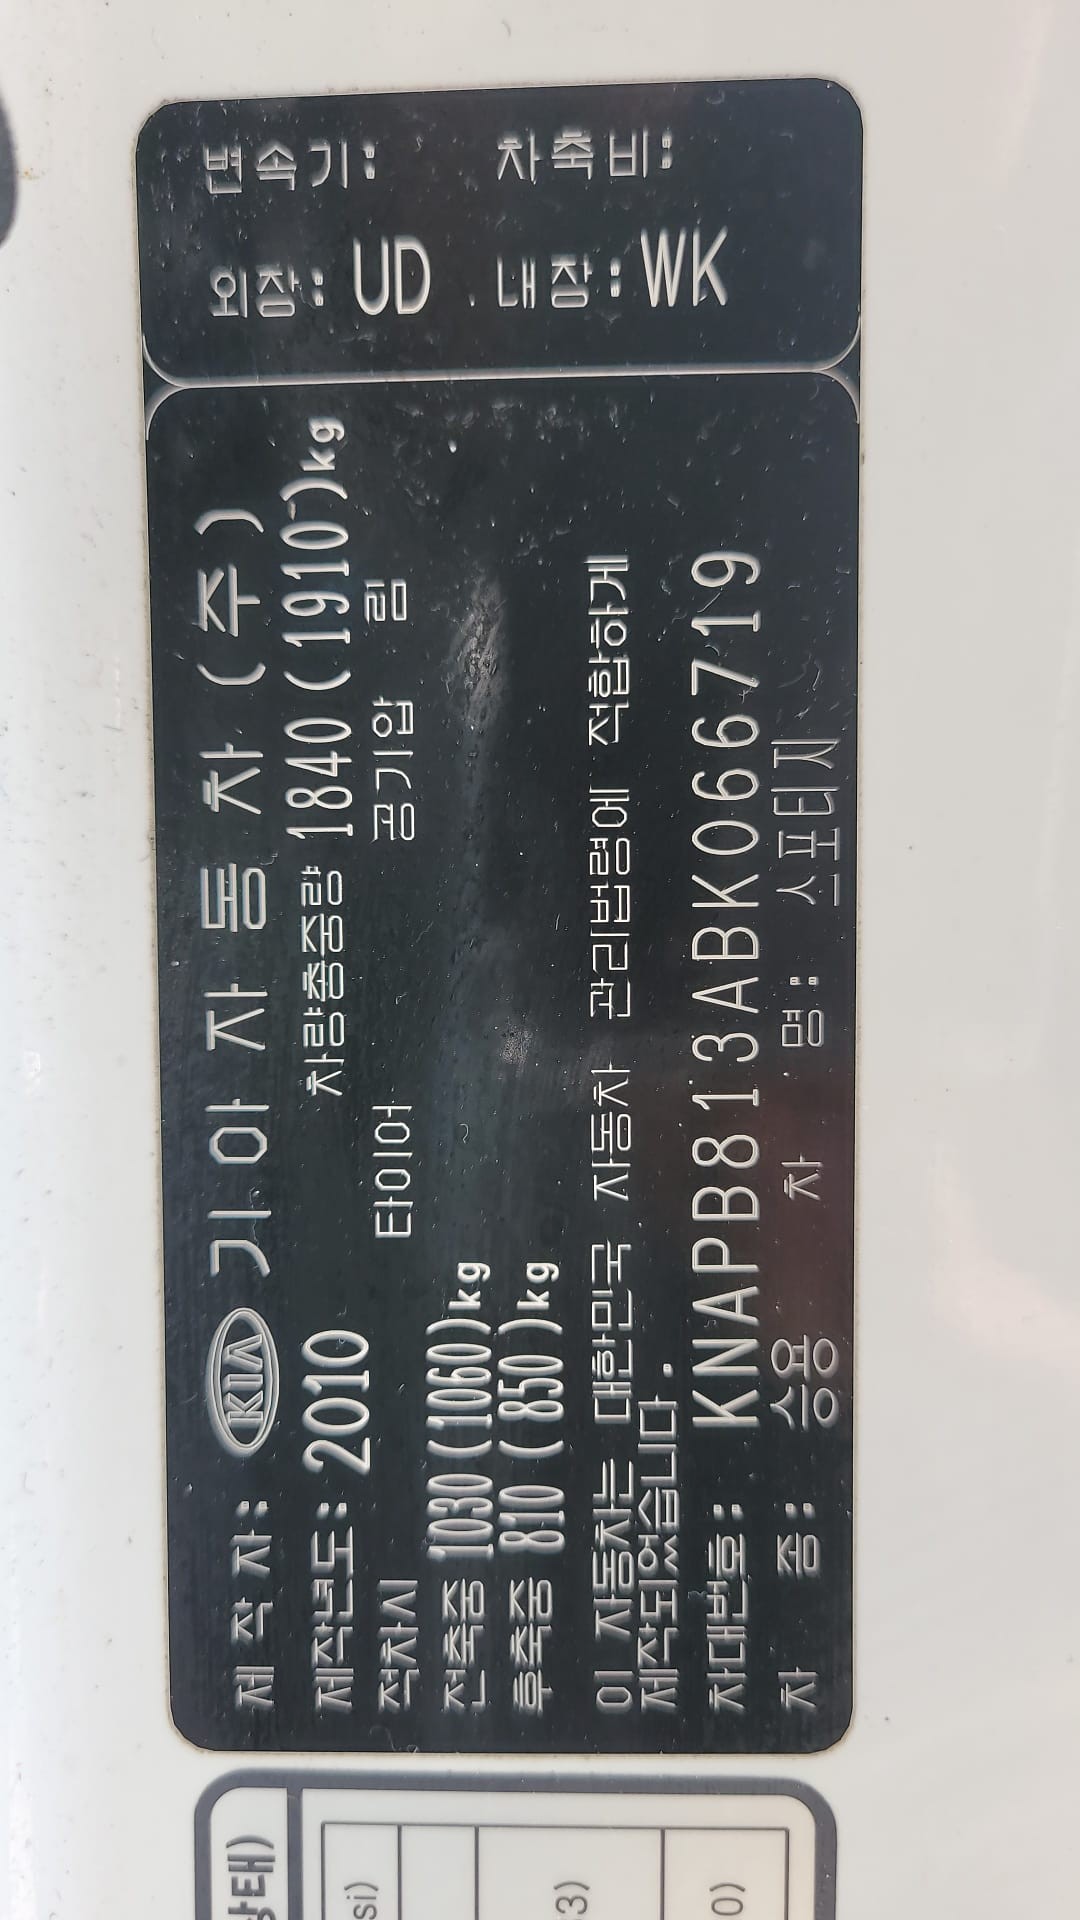 제 작 자: KIA 기아자동차(주)
제작년도: 2010 차량총중량 1840(1910)kg
적차시 타이어 공기압 림
전축중 1030(1060)kg
후축중 810(850)kg
이 자동차는 대한민국 자동차 관리법령에 적합하게
제작되었습니다.
차대번호: KNAPB813ABK066719
차 종: 승용 차 명: 스포티지
변속기: 차축비:
외장: UD 내장: WK
si)
3)
0)